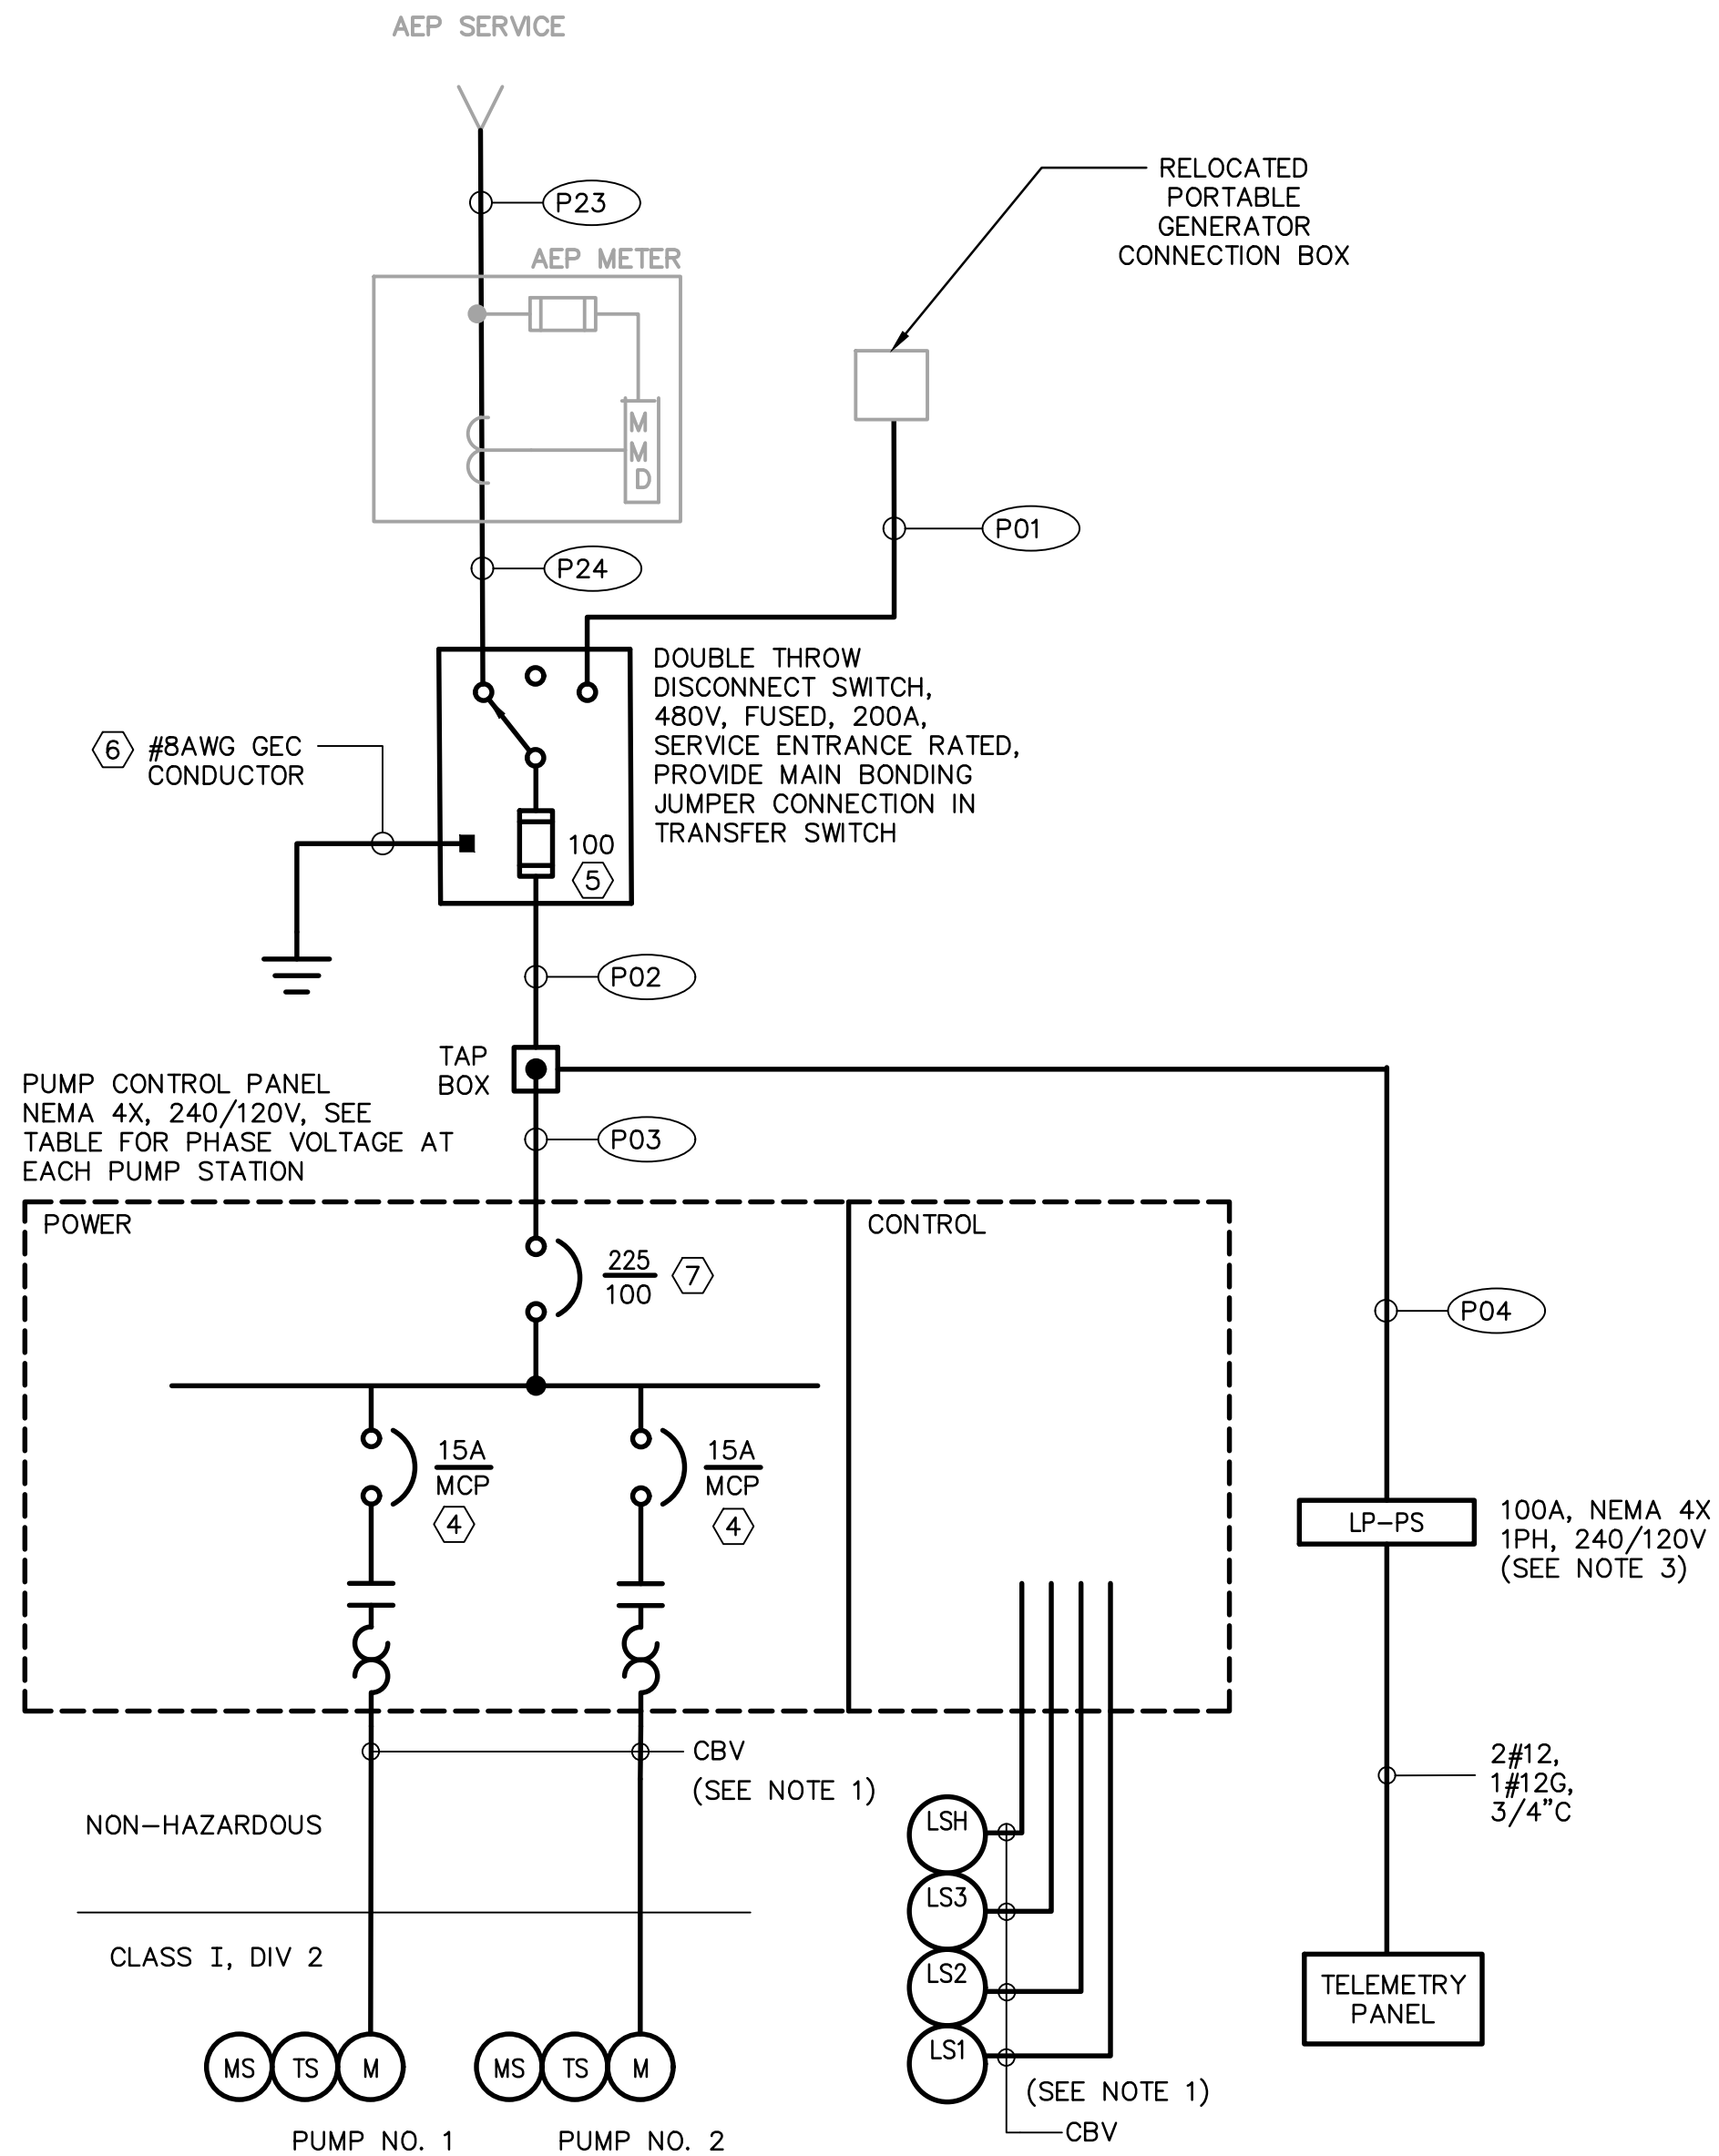 AEP SERVICE
P23
RELOCATED
PORTABLE
GENERATOR
CONNECTION BOX
AEP METER
M
M
D
P01
P24
DOUBLE THROW
DISCONNECT SWITCH,
480V, FUSED, 200A,
SERVICE ENTRANCE RATED,
PROVIDE MAIN BONDING
JUMPER CONNECTION IN
TRANSFER SWITCH
6 #8AWG GEC
CONDUCTOR
100
5
P02
TAP
BOX
PUMP CONTROL PANEL
NEMA 4X, 240/120V, SEE
TABLE FOR PHASE VOLTAGE AT
EACH PUMP STATION
P03
POWER
CONTROL
225
100
7
P04
15A
MCP
4
15A
MCP
4
LP-PS
100A, NEMA 4X
1PH, 240/120V
(SEE NOTE 3)
CBV
(SEE NOTE 1)
2#12,
1#12G,
3/4"C
NON-HAZARDOUS
CLASS I, DIV 2
LSH
LS3
LS2
LS1
TELEMETRY
PANEL
MS TS M
MS TS M
(SEE NOTE 1)
CBV
PUMP NO. 1
PUMP NO. 2